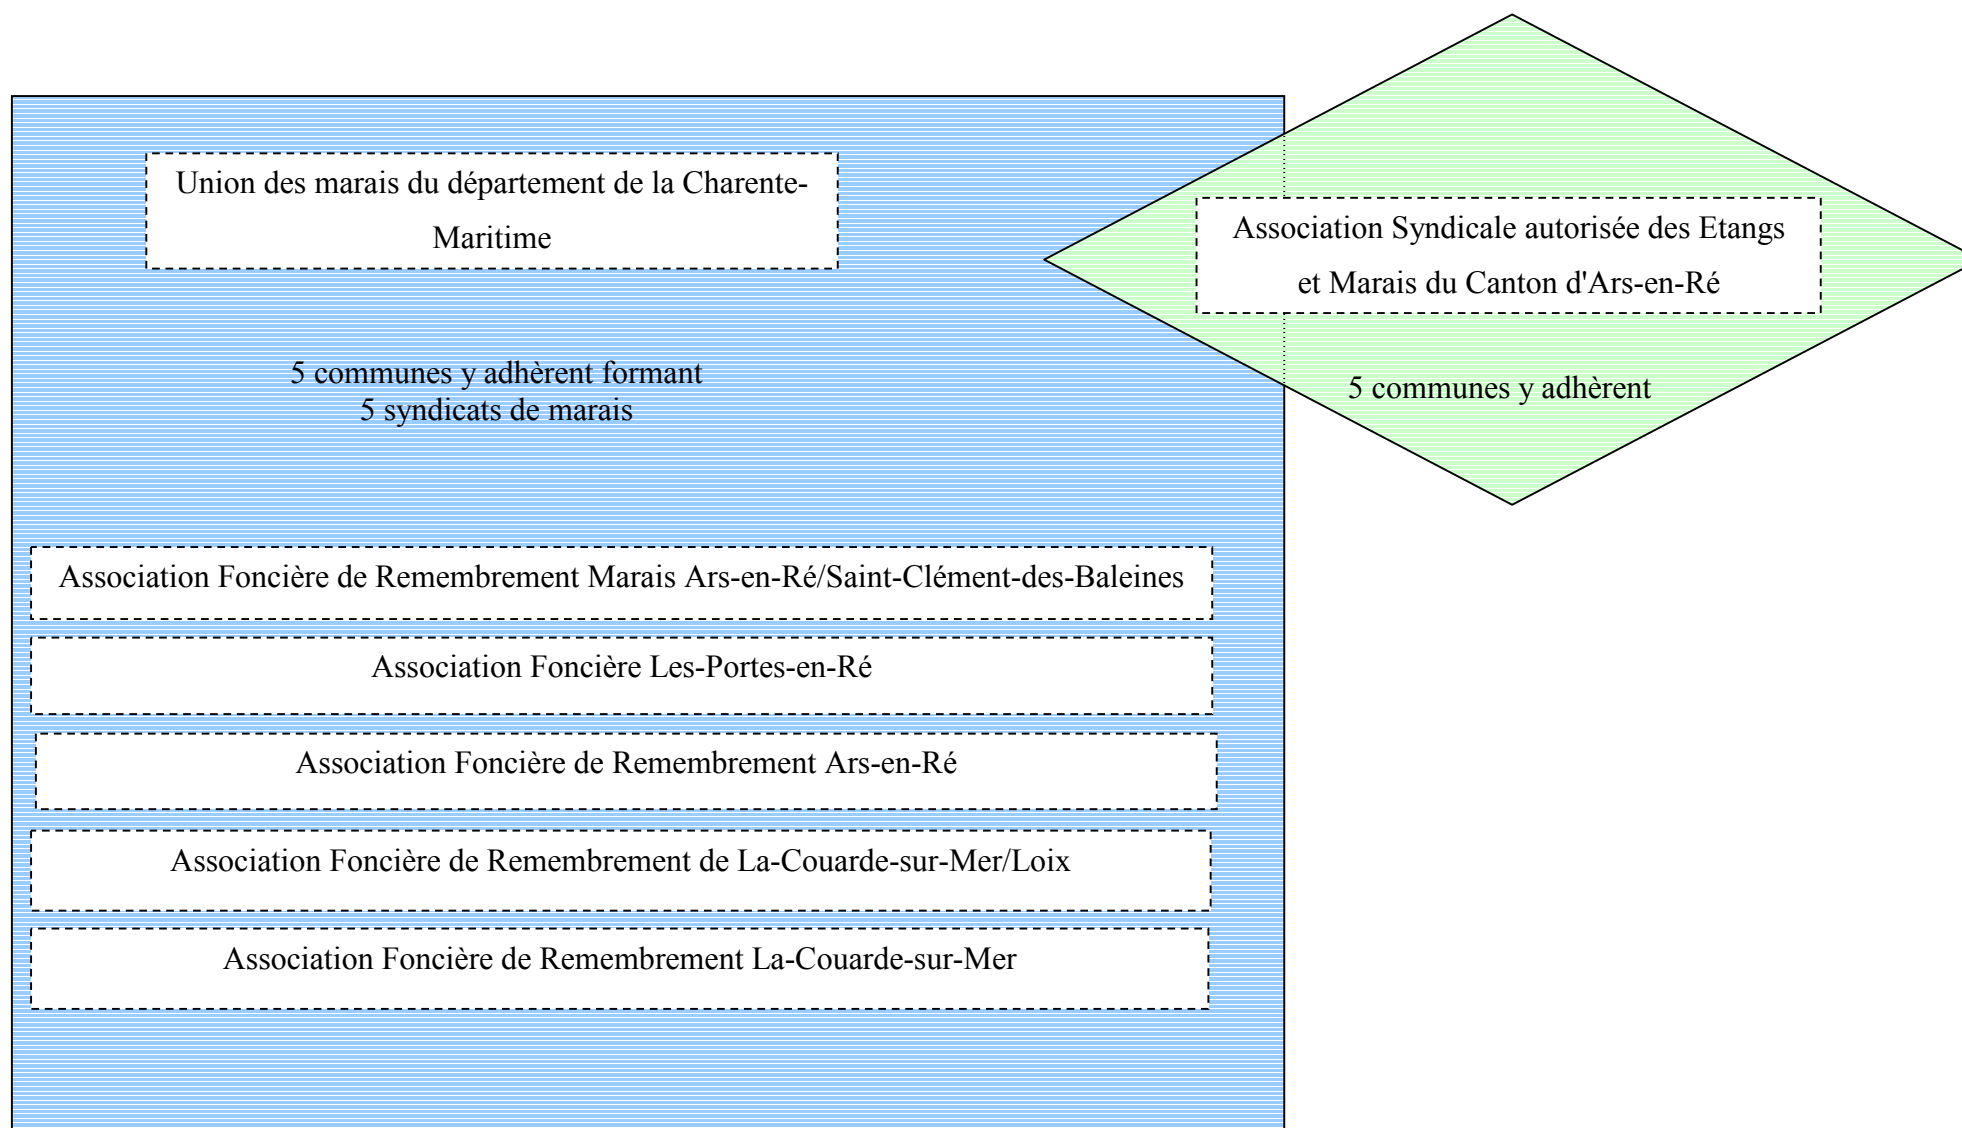 Union des marais du département de la Charente-
Maritime
Association Syndicale autorisée des Etangs
et Marais du Canton d'Ars-en-Ré
5 communes y adhèrent formant
5 syndicats de marais
5 communes y adhèrent
Association Foncière de Remembrement Marais Ars-en-Ré/Saint-Clément-des-Baleines
Association Foncière Les-Portes-en-Ré
Association Foncière de Remembrement Ars-en-Ré
Association Foncière de Remembrement de La-Couarde-sur-Mer/Loix
Association Foncière de Remembrement La-Couarde-sur-Mer